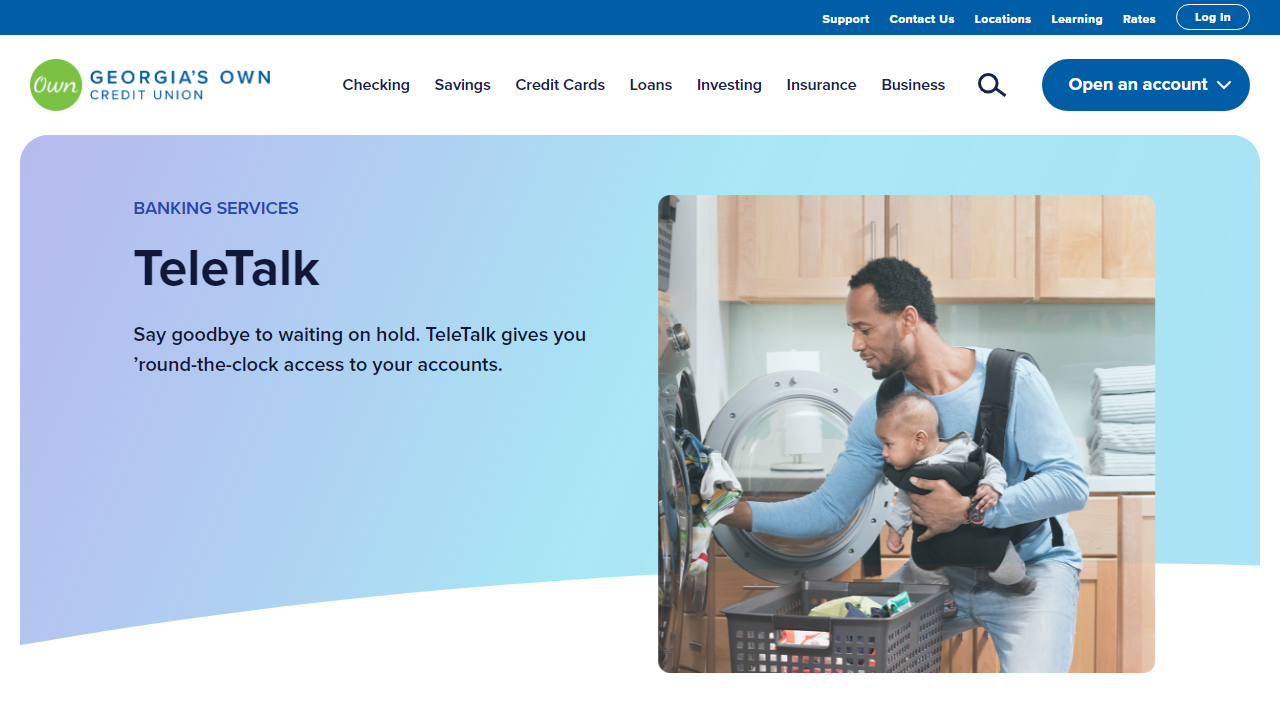 Support Contact Us Locations Learning Rates Log In
Own GEORGIA'S OWN
CREDIT UNION
Checking Savings Credit Cards Loans Investing Insurance Business Open an account
BANKING SERVICES
TeleTalk
Say goodbye to waiting on hold. TeleTalk gives you
’round-the-clock access to your accounts.